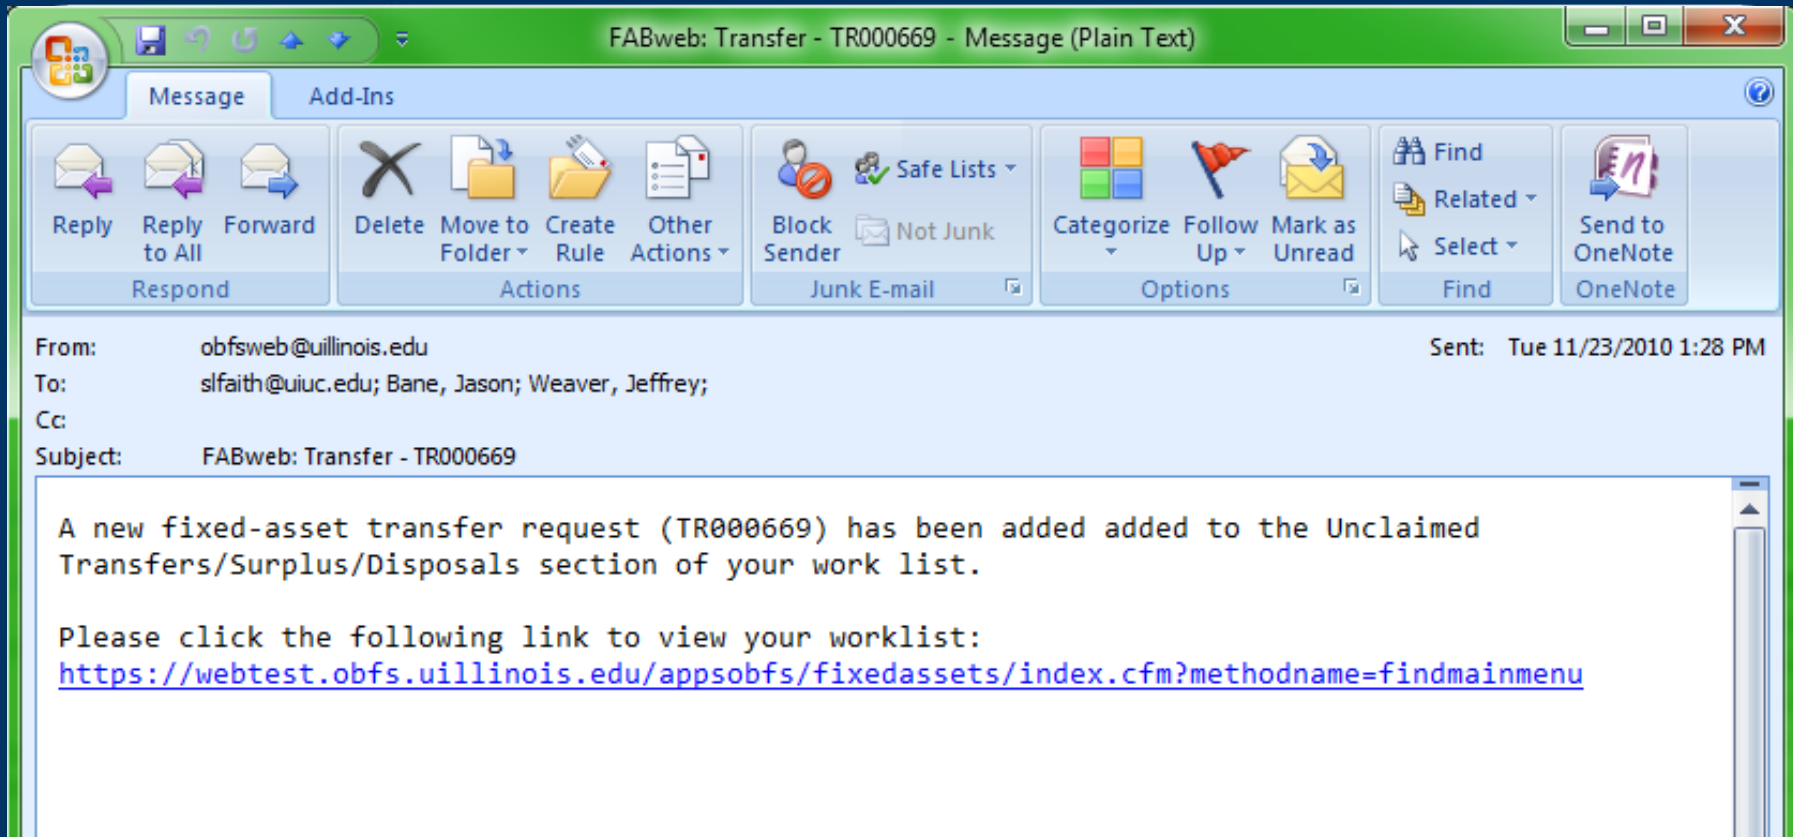 FABweb: Transfer - TR000669 - Message (Plain Text)
Message Add-Ins
Reply Reply to All Forward
Respond
Delete Move to Folder Create Rule Other Actions
Actions
Block Sender Safe Lists Not Junk
Junk E-mail
Categorize Follow Up Mark as Unread
Options
Find
Related
Select
Find
Send to OneNote
OneNote
From: obfsweb@uillinois.edu Sent: Tue 11/23/2010 1:28 PM
To: slfaith@uiuc.edu; Bane, Jason; Weaver, Jeffrey;
Cc:
Subject: FABweb: Transfer - TR000669
A new fixed-asset transfer request (TR000669) has been added added to the Unclaimed
Transfers/Surplus/Disposals section of your work list.
Please click the following link to view your worklist:
https://webtest.obfs.uillinois.edu/appsobfs/fixedassets/index.cfm?methodname=findmainmenu